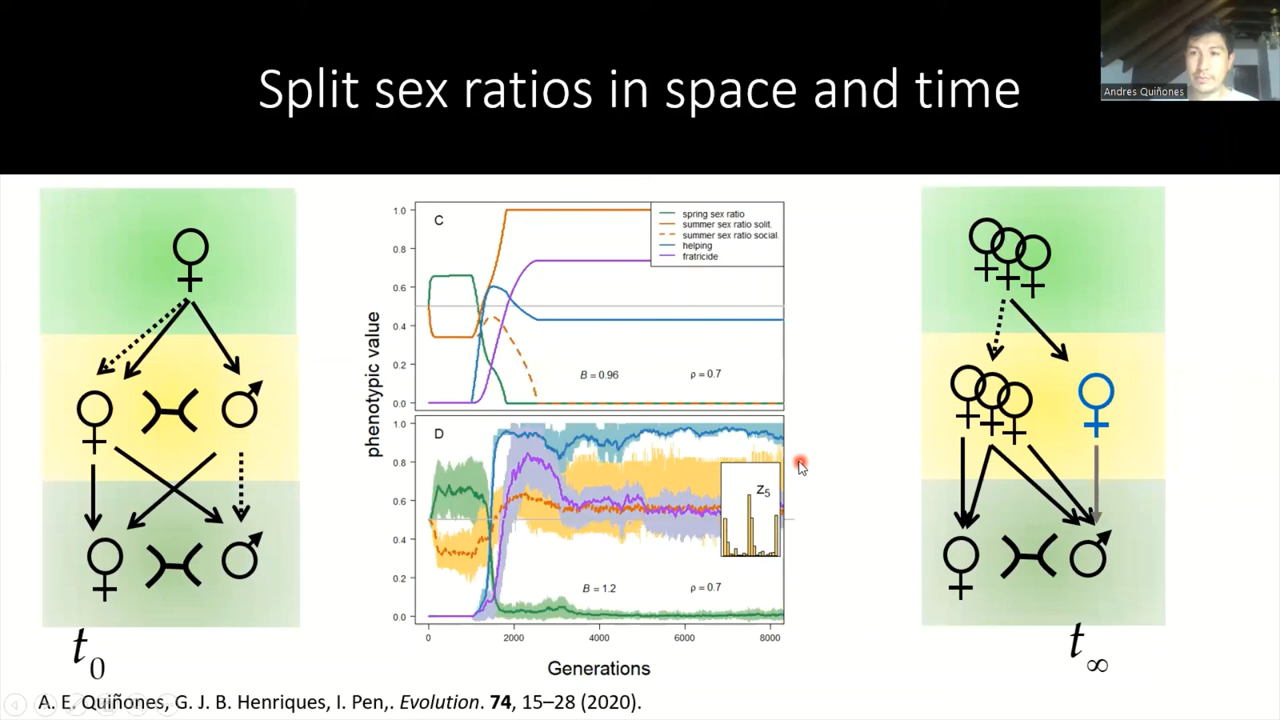 Split sex ratios in space and time
Andres Quiñones
C
spring sex ratio
summer sex ratio solit.
summer sex ratio social.
helping
fratricide
1.0
0.8
0.6
0.4
0.2
0.0
B = 0.96
ρ = 0.7
phenotypic value
D
1.0
0.8
0.6
0.4
0.2
0.0
z5
B = 1.2
ρ = 0.7
0
2000
4000
6000
8000
Generations
t0
t∞
A. E. Quiñones, G. J. B. Henriques, I. Pen,. Evolution. 74, 15–28 (2020).